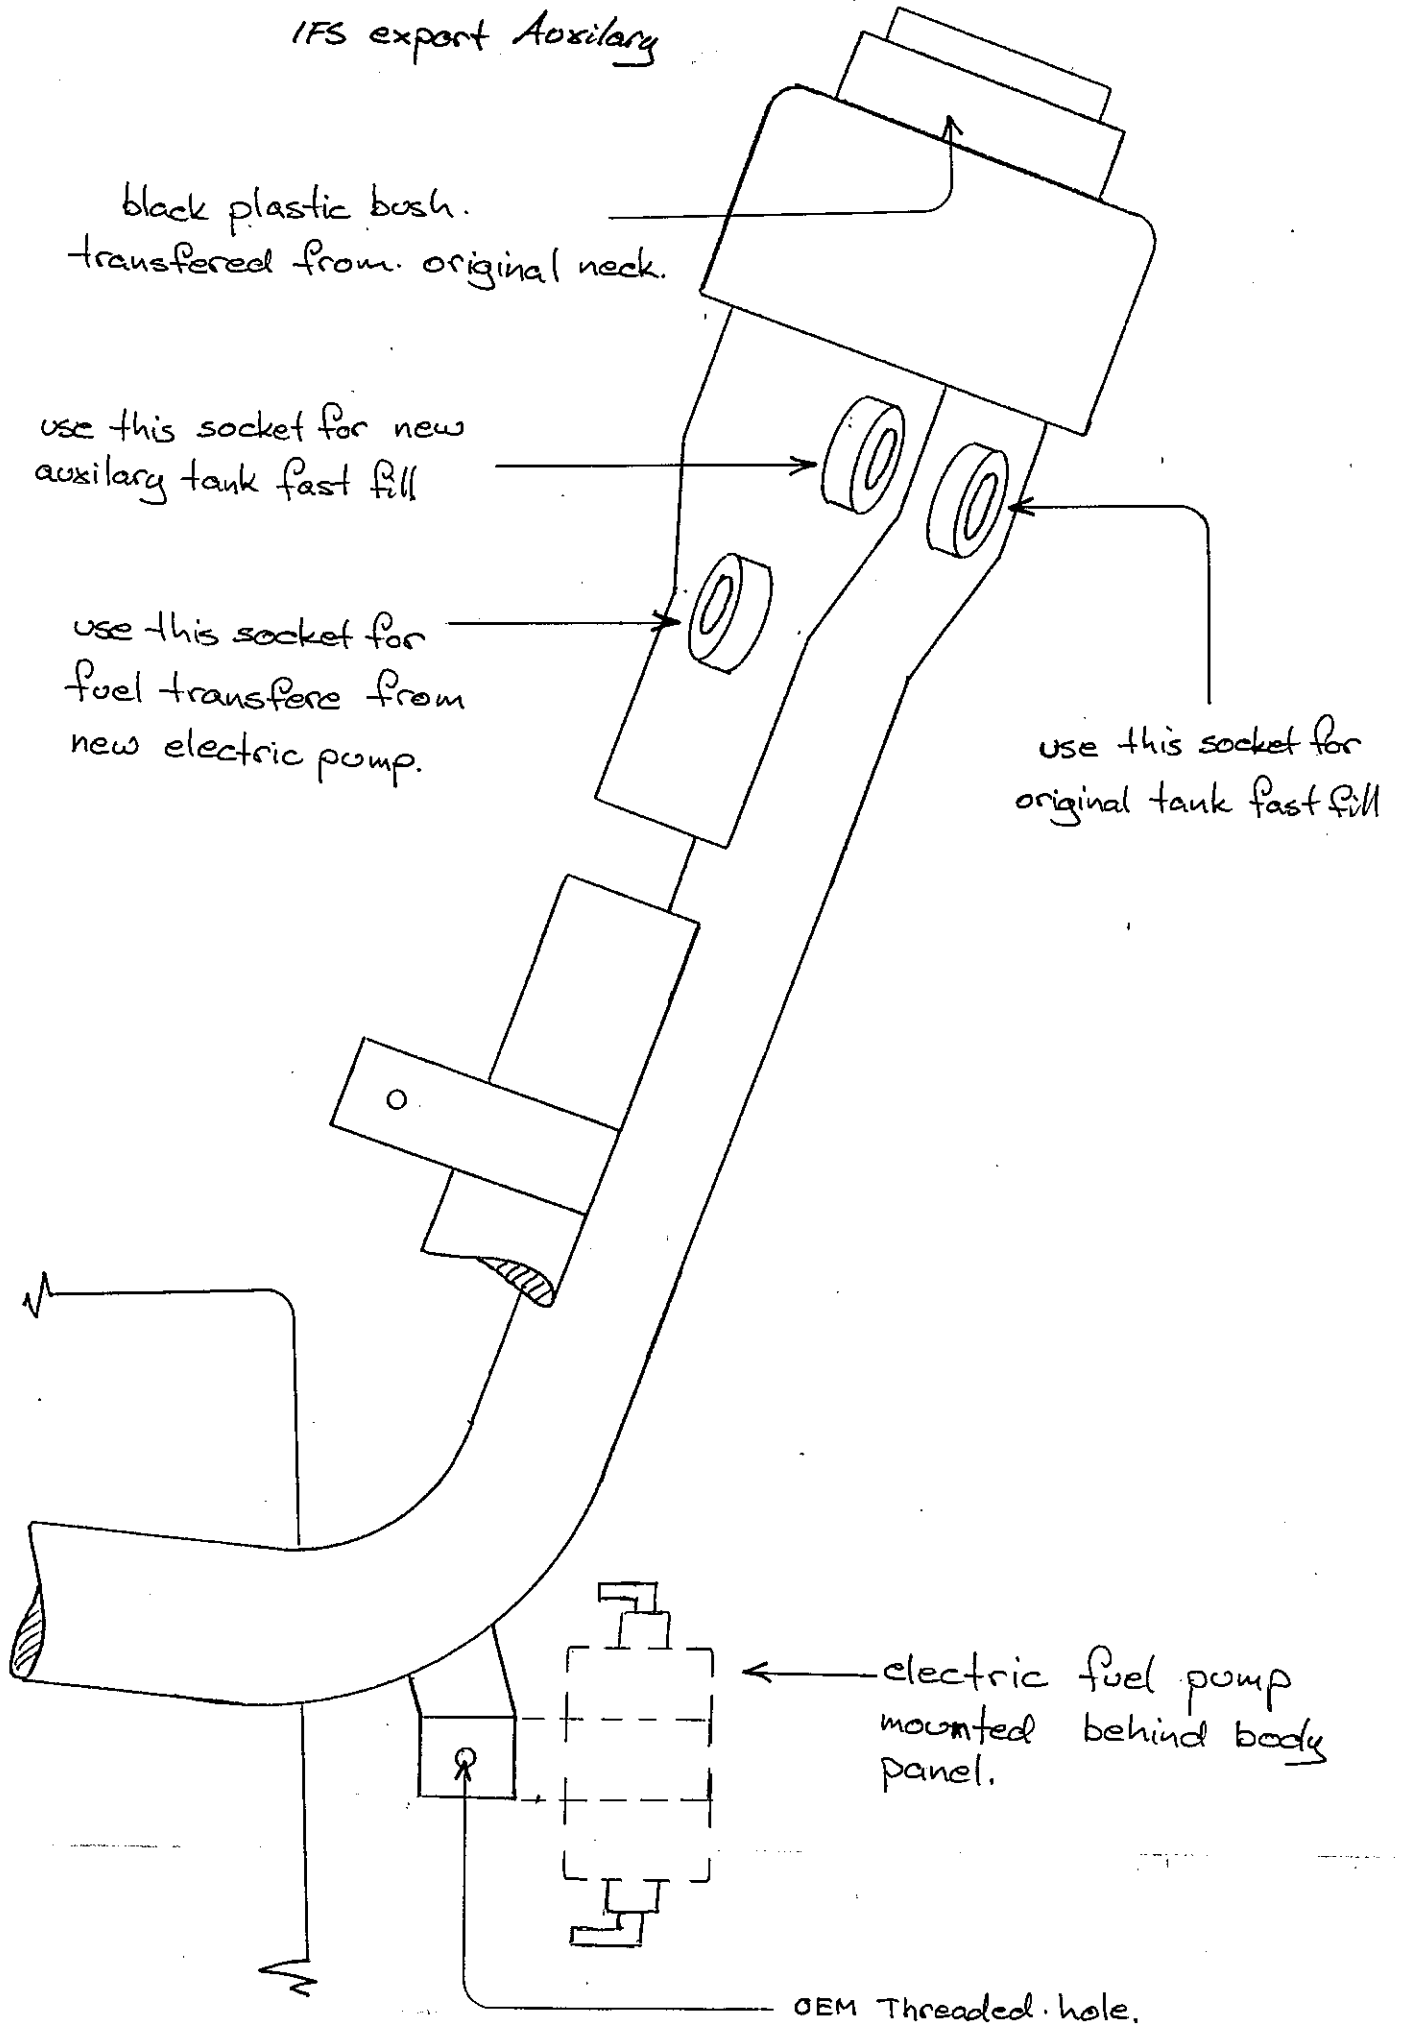 IFS export Auxilary
black plastic bush.
transfered from. original neck.
use this socket for new
auxilary tank fast fill
use this socket for
fuel transfere from
new electric pump.
use this socket for
original tank fast fill
electric fuel pump
mounted behind body
panel.
OEM Threaded.hole.